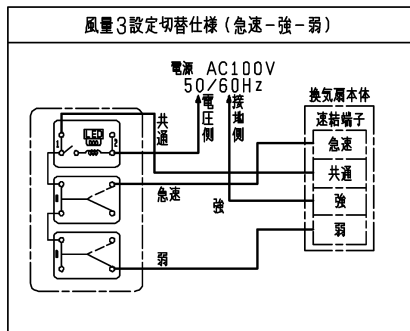 風量3設定切替仕様(急速-強-弱)
電源 AC100V
50/60Hz
電圧側
接地側
共通
LED
1
2
急速
強
弱
換気扇本体
速結端子
急速
共通
強
弱